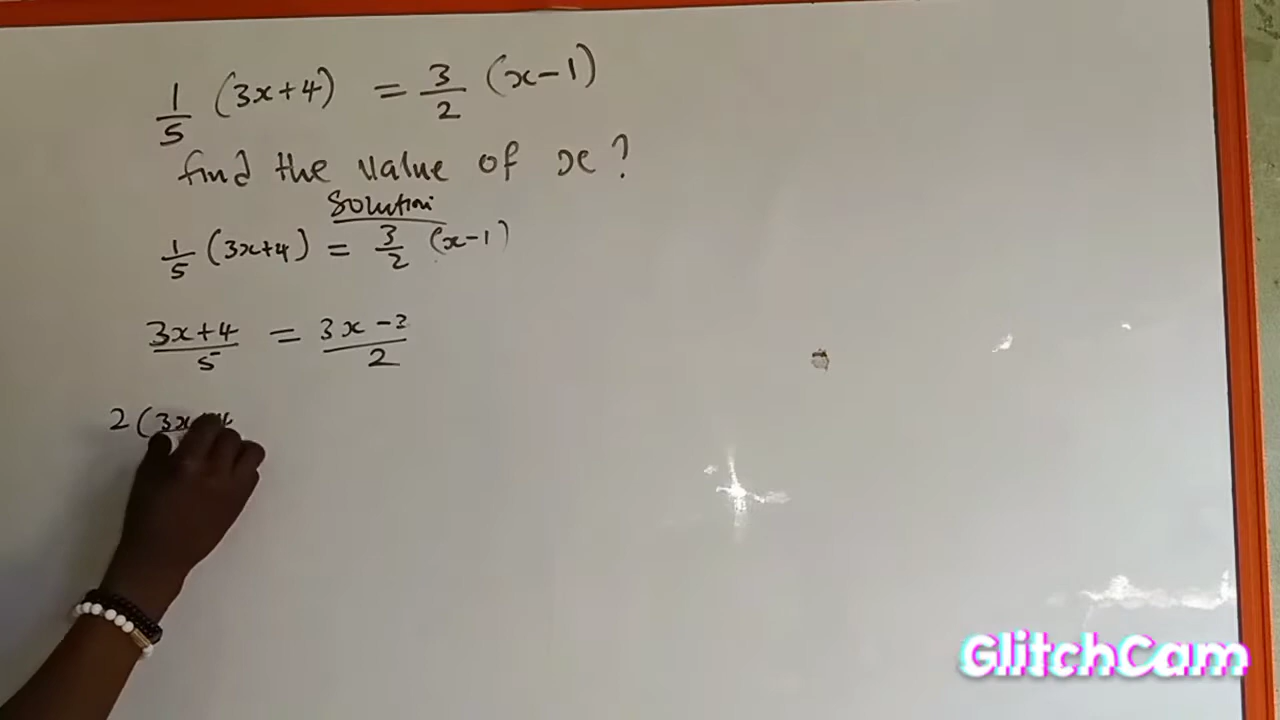 1/5 (3x+4) = 3/2 (x-1)
find the value of x?
Solution
1/5 (3x+4) = 3/2 (x-1)
3x+4/5 = 3x-3/2
2(3x+4
GlitchCam